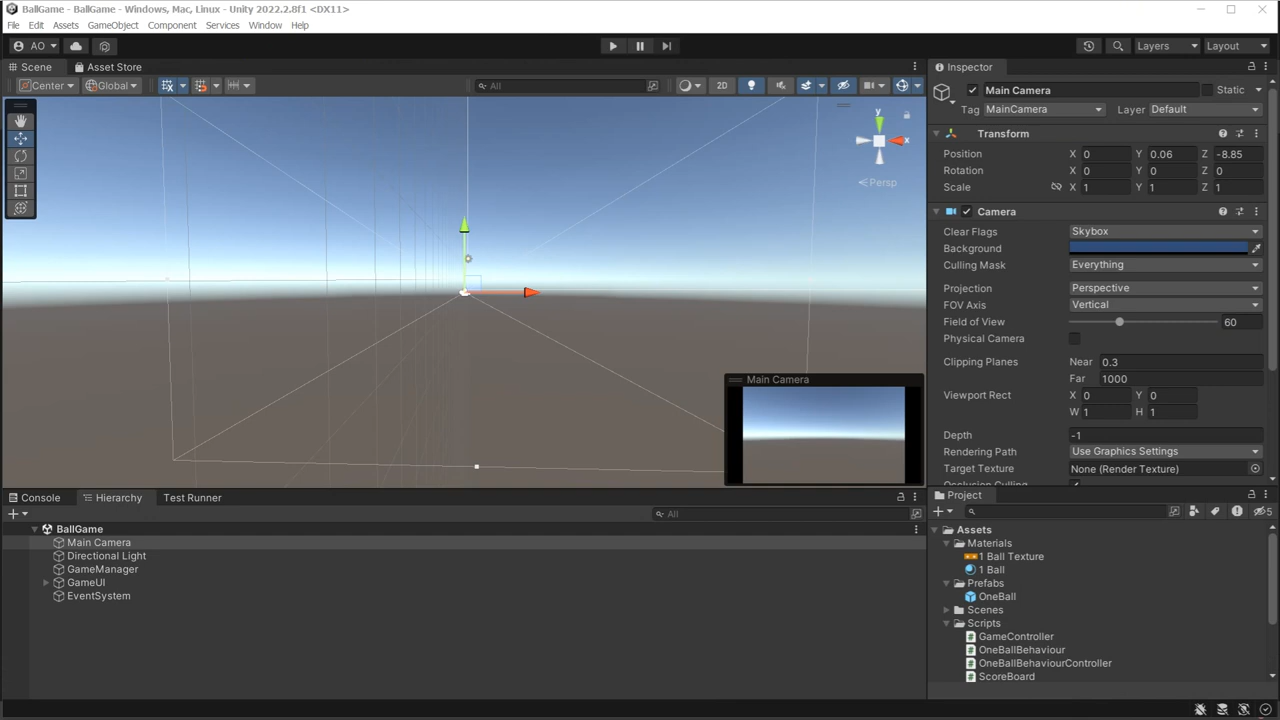 BallGame - BallGame - Windows, Mac, Linux - Unity 2022.2.8f1 <DX11>
File Edit Assets GameObject Component Services Window Help
AO Layers Layout
Scene Asset Store
Center Global All 2D
y
x
Persp
Main Camera
Inspector
Main Camera Static
Tag MainCamera Layer Default
Transform
Position X 0 Y 0.06 Z -8.85
Rotation X 0 Y 0 Z 0
Scale X 1 Y 1 Z 1
Camera
Clear Flags Skybox
Background
Culling Mask Everything
Projection Perspective
FOV Axis Vertical
Field of View 60
Physical Camera
Clipping Planes Near 0.3
Far 1000
Viewport Rect X 0 Y 0
W 1 H 1
Depth -1
Rendering Path Use Graphics Settings
Target Texture None (Render Texture)
Occlusion Culling
Console Hierarchy Test Runner
All
BallGame
Main Camera
Directional Light
GameManager
GameUI
EventSystem
Project
5
Assets
Materials
1 Ball Texture
1 Ball
Prefabs
OneBall
Scenes
Scripts
GameController
OneBallBehaviour
OneBallBehaviourController
ScoreBoard